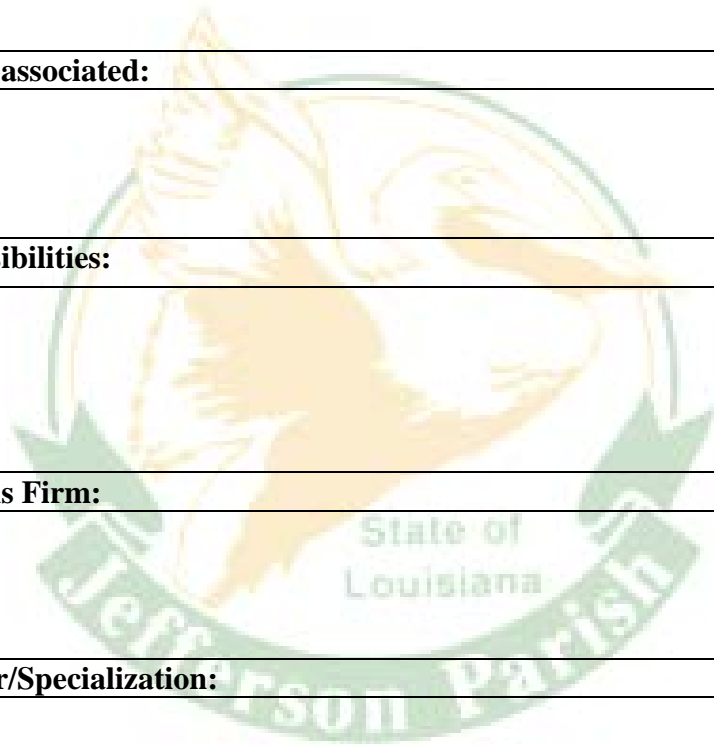 associated:
ibilities:
s Firm:
State of
Louisiana
r/Specialization:
Jefferson Parish